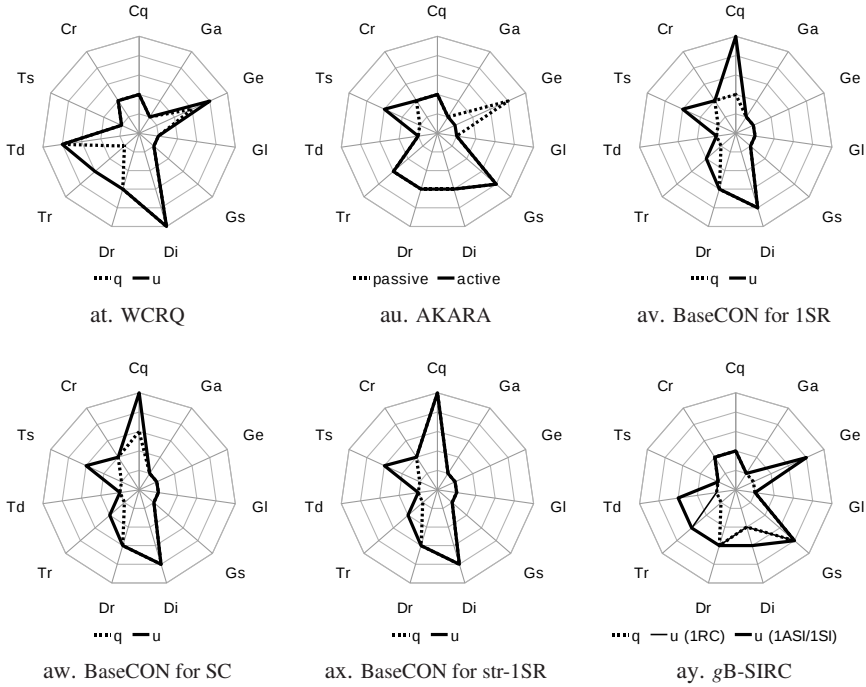 Cq
Cr Ga
Ts Ge
Td Gl
Tr Gs
Dr Di
q u
at. WCRQ
Cq
Cr Ga
Ts Ge
Td Gl
Tr Gs
Dr Di
passive active
au. AKARA
Cq
Cr Ga
Ts Ge
Td Gl
Tr Gs
Dr Di
q u
av. BaseCON for 1SR
Cq
Cr Ga
Ts Ge
Td Gl
Tr Gs
Dr Di
q u
aw. BaseCON for SC
Cq
Cr Ga
Ts Ge
Td Gl
Tr Gs
Dr Di
q u
ax. BaseCON for str-1SR
Cq
Cr Ga
Ts Ge
Td Gl
Tr Gs
Dr Di
q u (1RC) u (1ASI/1SI)
ay. gB-SIRC